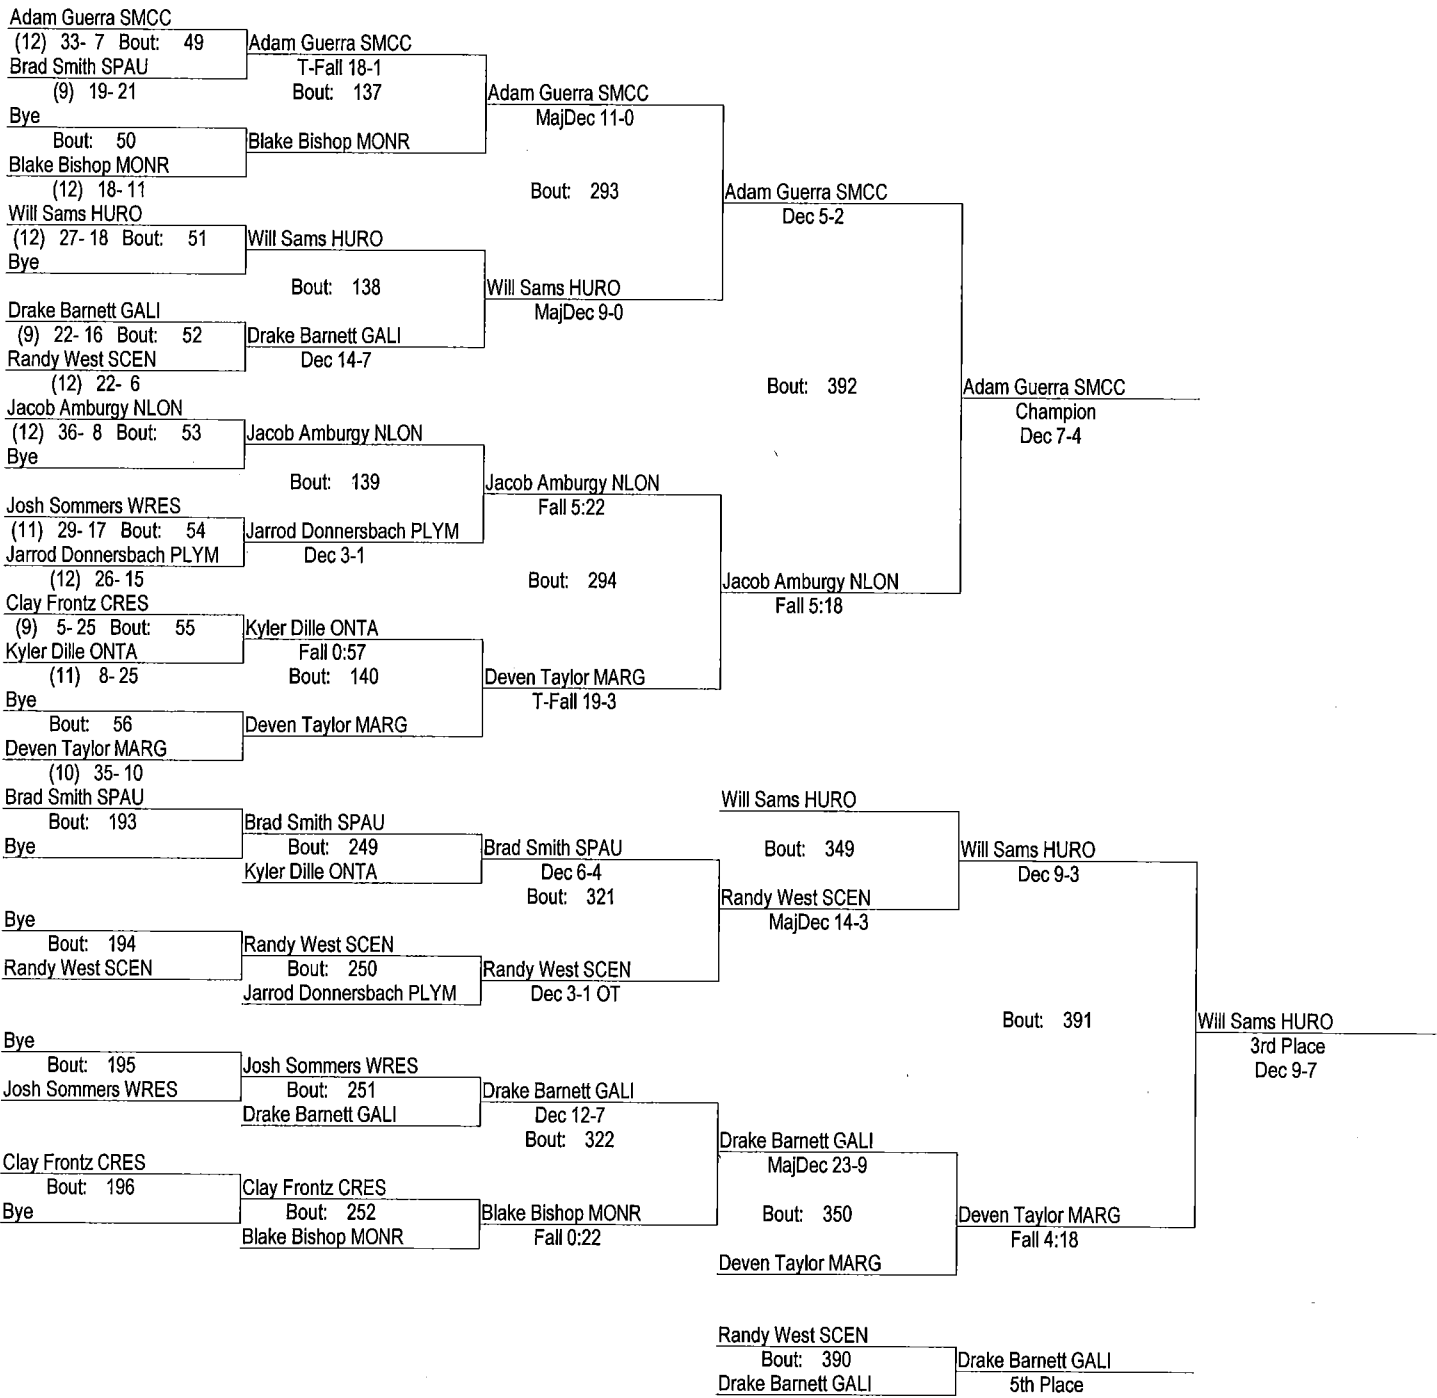 Adam Guerra SMCC
(12) 33- 7 Bout: 49
Brad Smith SPAU
(9) 19- 21
Bye
Bout: 50
Blake Bishop MONR
(12) 18- 11
Will Sams HURO
(12) 27- 18 Bout: 51
Bye
Drake Barnett GALI
(9) 22- 16 Bout: 52
Randy West SCEN
(12) 22- 6
Jacob Amburgy NLON
(12) 36- 8 Bout: 53
Bye
Josh Sommers WRES
(11) 29- 17 Bout: 54
Jarrod Donnersbach PLYM
(12) 26- 15
Clay Frontz CRES
(9) 5- 25 Bout: 55
Kyler Dille ONTA
(11) 8- 25
Bye
Bout: 56
Deven Taylor MARG
(10) 35- 10
Adam Guerra SMCC
T-Fall 18-1
Bout: 137
Blake Bishop MONR
Will Sams HURO
Bout: 138
Drake Barnett GALI
Dec 14-7
Jacob Amburgy NLON
Bout: 139
Jarrod Donnersbach PLYM
Dec 3-1
Kyler Dille ONTA
Fall 0:57
Bout: 140
Deven Taylor MARG
Adam Guerra SMCC
MajDec 11-0
Bout: 293
Will Sams HURO
MajDec 9-0
Jacob Amburgy NLON
Fall 5:22
Bout: 294
Deven Taylor MARG
T-Fall 19-3
Adam Guerra SMCC
Dec 5-2
Bout: 392
Jacob Amburgy NLON
Fall 5:18
Adam Guerra SMCC
Champion
Dec 7-4
Brad Smith SPAU
Bout: 193
Bye
Bye
Bout: 194
Randy West SCEN
Bye
Bout: 195
Josh Sommers WRES
Clay Frontz CRES
Bout: 196
Bye
Brad Smith SPAU
Bout: 249
Kyler Dille ONTA
Randy West SCEN
Bout: 250
Jarrod Donnersbach PLYM
Josh Sommers WRES
Bout: 251
Drake Barnett GALI
Clay Frontz CRES
Bout: 252
Blake Bishop MONR
Brad Smith SPAU
Dec 6-4
Bout: 321
Randy West SCEN
Dec 3-1 OT
Drake Barnett GALI
Dec 12-7
Bout: 322
Blake Bishop MONR
Fall 0:22
Will Sams HURO
Bout: 349
Randy West SCEN
MajDec 14-3
Drake Barnett GALI
MajDec 23-9
Bout: 350
Deven Taylor MARG
Will Sams HURO
Dec 9-3
Bout: 391
Deven Taylor MARG
Fall 4:18
Will Sams HURO
3rd Place
Dec 9-7
Randy West SCEN
Bout: 390
Drake Barnett GALI
Drake Barnett GALI
5th Place